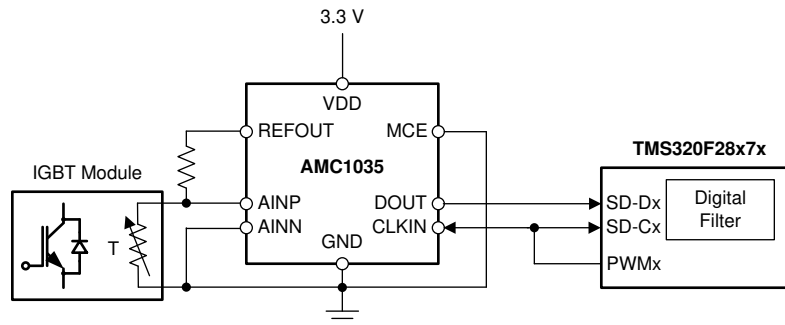 3.3 V
VDD
REFOUT
MCE
AMC1035
IGBT Module
TMS320F28x7x
AINP
DOUT
SD-Dx
Digital
Filter
T
AINN
CLKIN
SD-Cx
GND
PWMx